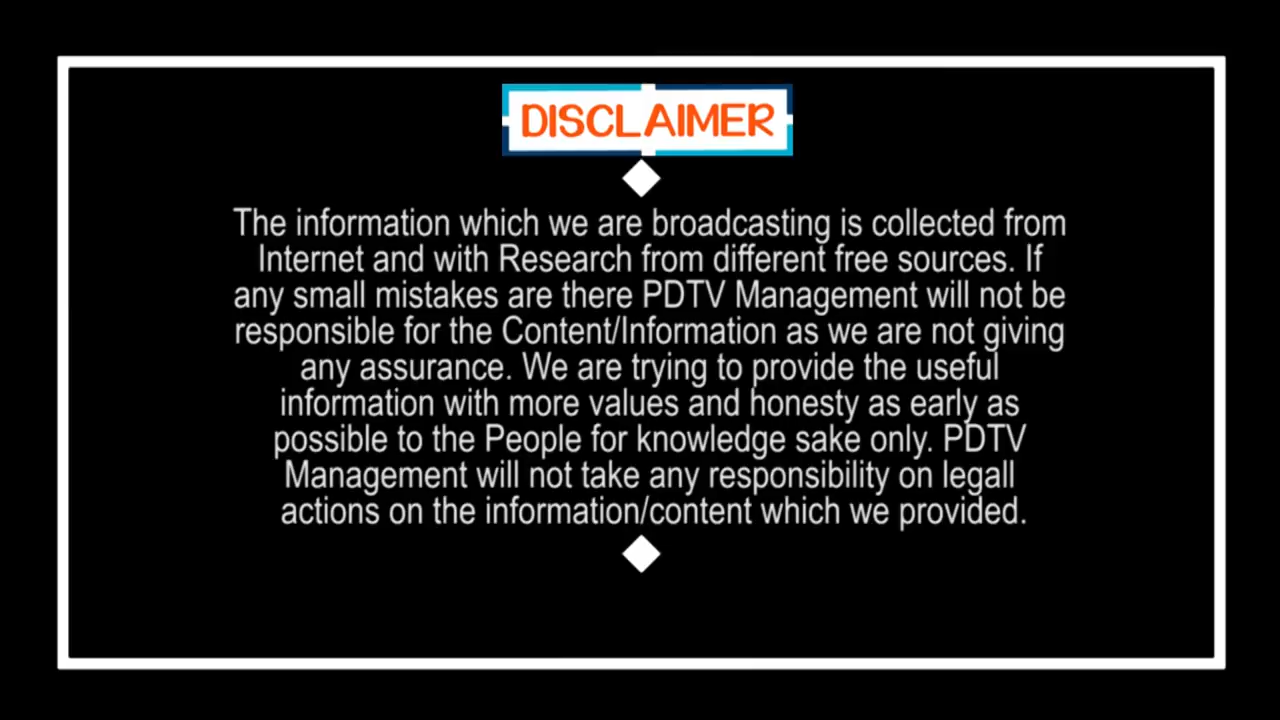 DISCLAIMER
The information which we are broadcasting is collected from
Internet and with Research from different free sources. If
any small mistakes are there PDTV Management will not be
responsible for the Content/Information as we are not giving
any assurance. We are trying to provide the useful
information with more values and honesty as early as
possible to the People for knowledge sake only. PDTV
Management will not take any responsibility on legall
actions on the information/content which we provided.